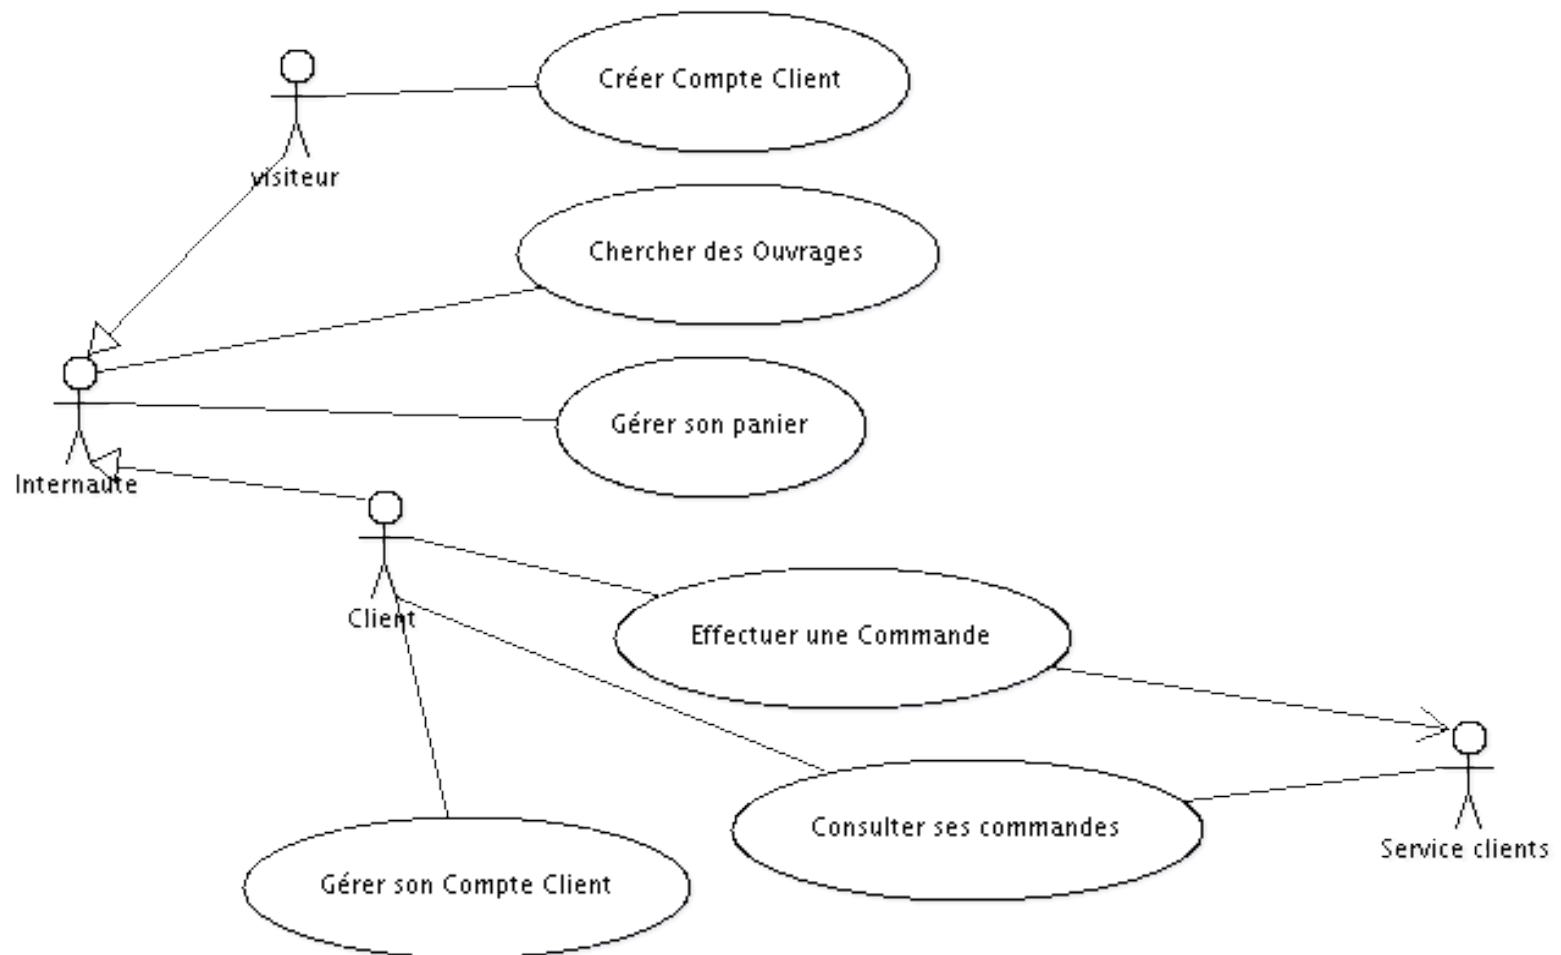 Créer Compte Client
visiteur
Chercher des Ouvrages
Gérer son panier
Internaute
Client
Effectuer une Commande
Consulter ses commandes
Service clients
Gérer son Compte Client